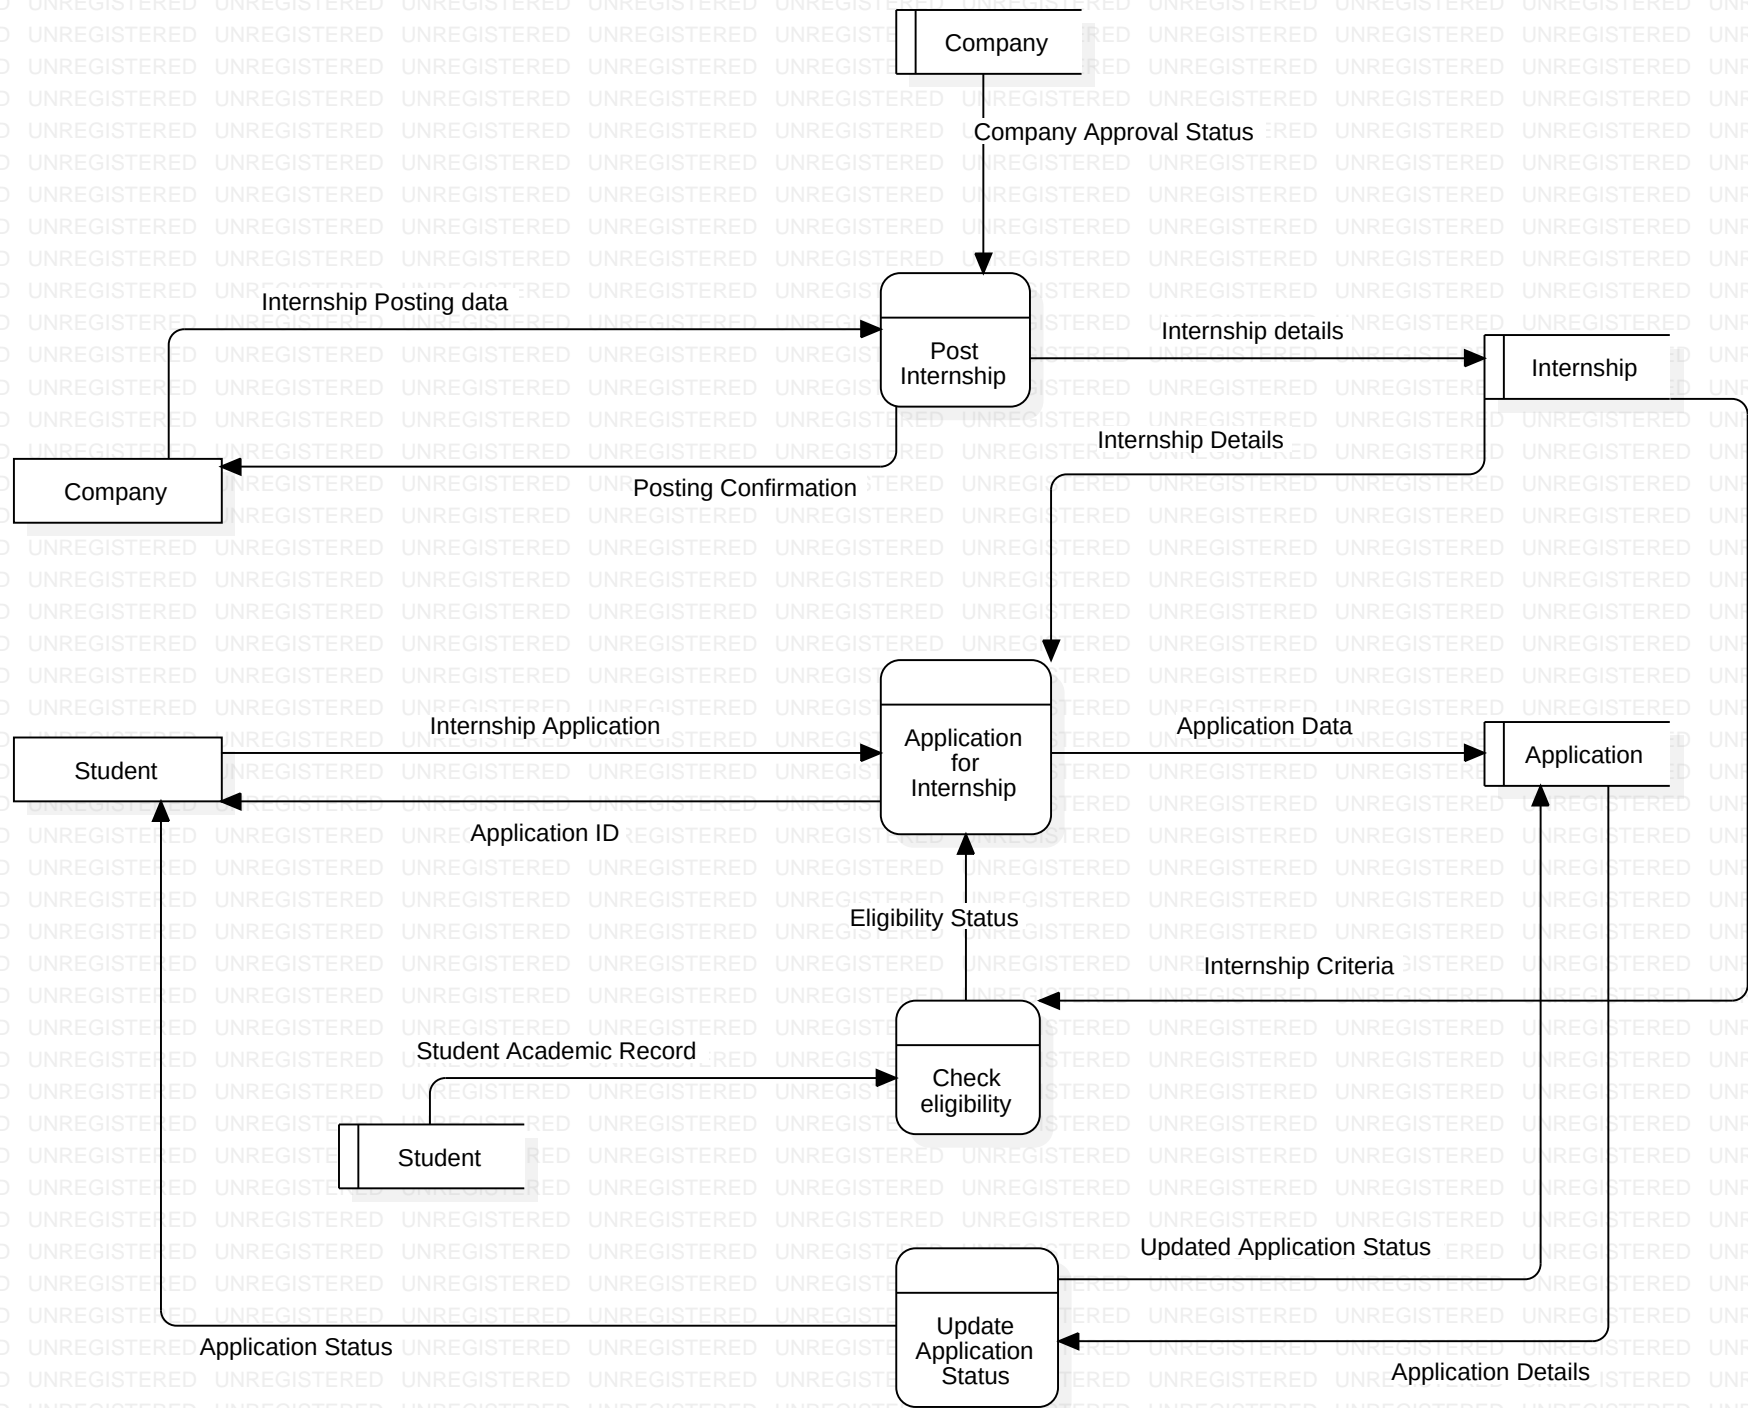 Company
Company Approval Status
Internship Posting data
Post
Internship
Internship details
Internship
Internship Details
Company
Posting Confirmation
Internship Application
Student
Application
for
Internship
Application Data
Application
Application ID
Eligibility Status
Internship Criteria
Student Academic Record
Check
eligibility
Student
Updated Application Status
Update
Application
Status
Application Status
Application Details
UNREGISTERED